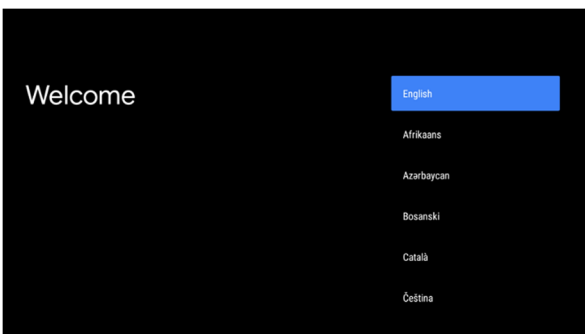 Welcome
English
Afrikaans
Azərbaycan
Bosanski
Català
Čeština